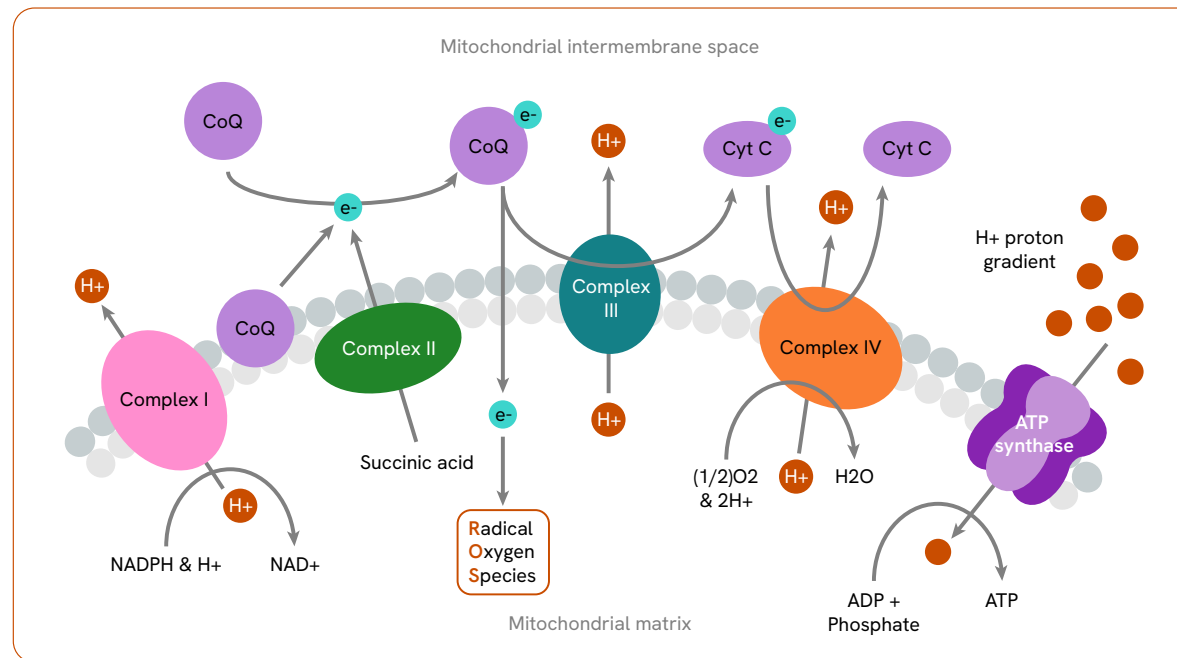 Mitochondrial intermembrane space
CoQ
CoQ
e-
H+
Cyt C
e-
Cyt C
e-
H+
H+ proton
gradient
H+
CoQ
Complex I
Complex II
Complex
III
Complex IV
ATP
synthase
Succinic acid
e-
H+
H+
NADPH & H+
NAD+
(1/2)O2
& 2H+
H+
H2O
Radical
Oxygen
Species
ADP +
Phosphate
ATP
Mitochondrial matrix